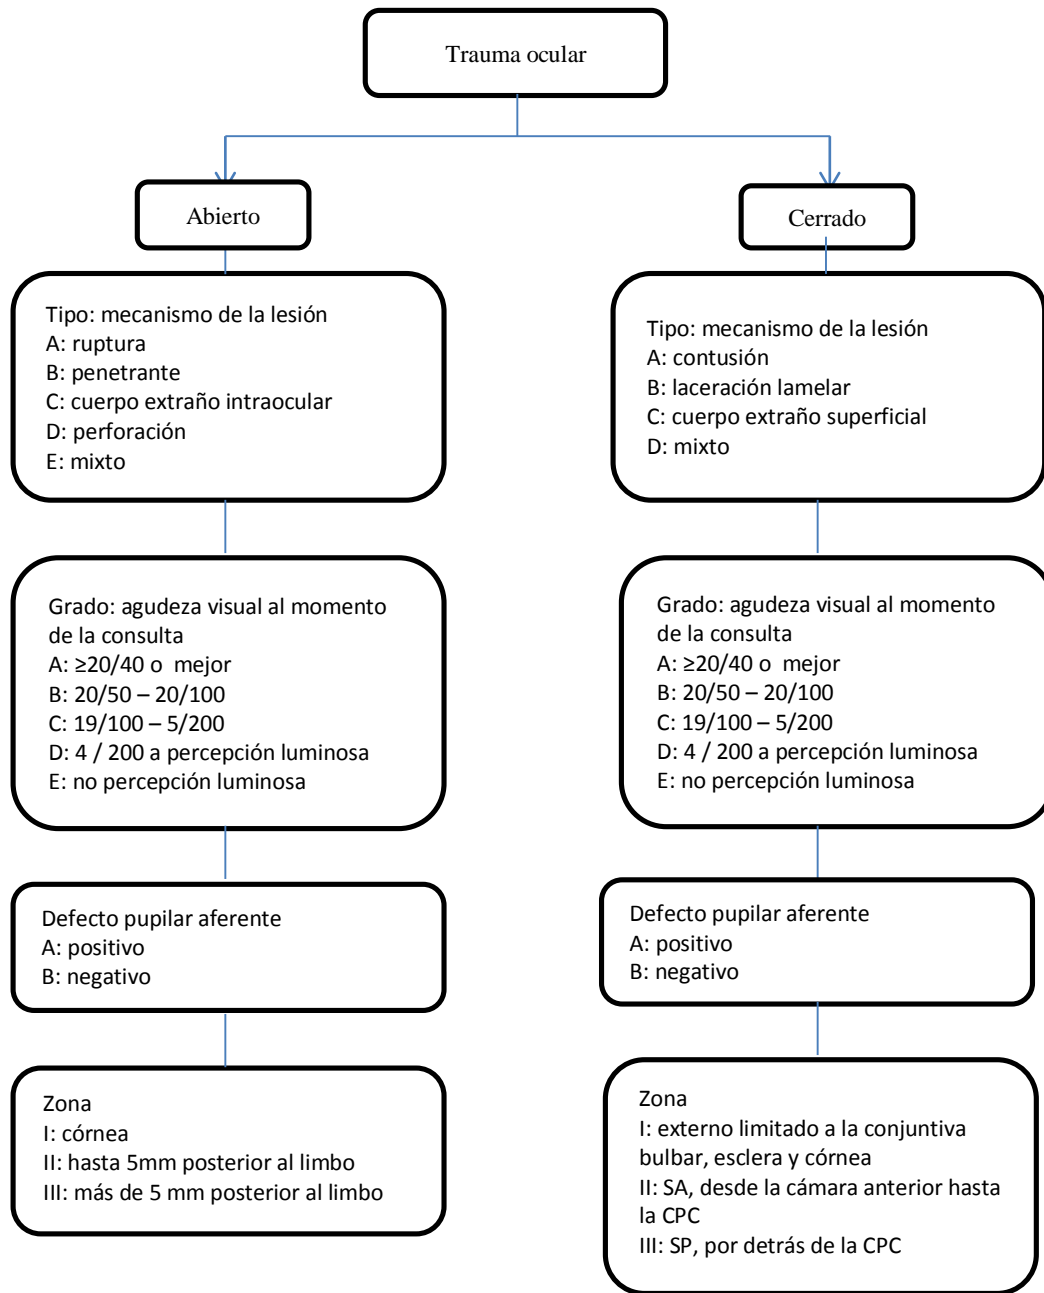 Trauma ocular
Abierto
Cerrado
Tipo: mecanismo de la lesión
A: ruptura
B: penetrante
C: cuerpo extraño intraocular
D: perforación
E: mixto
Tipo: mecanismo de la lesión
A: contusión
B: laceración lamelar
C: cuerpo extraño superficial
D: mixto
Grado: agudeza visual al momento
de la consulta
A: ≥20/40 o  mejor
B: 20/50 – 20/100
C: 19/100 – 5/200
D: 4 / 200 a percepción luminosa
E: no percepción luminosa
Grado: agudeza visual al momento
de la consulta
A: ≥20/40 o  mejor
B: 20/50 – 20/100
C: 19/100 – 5/200
D: 4 / 200 a percepción luminosa
E: no percepción luminosa
Defecto pupilar aferente
A: positivo
B: negativo
Defecto pupilar aferente
A: positivo
B: negativo
Zona
I: córnea
II: hasta 5mm posterior al limbo
III: más de 5 mm posterior al limbo
Zona
I: externo limitado a la conjuntiva
bulbar, esclera y córnea
II: SA, desde la cámara anterior hasta
la CPC
III: SP, por detrás de la CPC